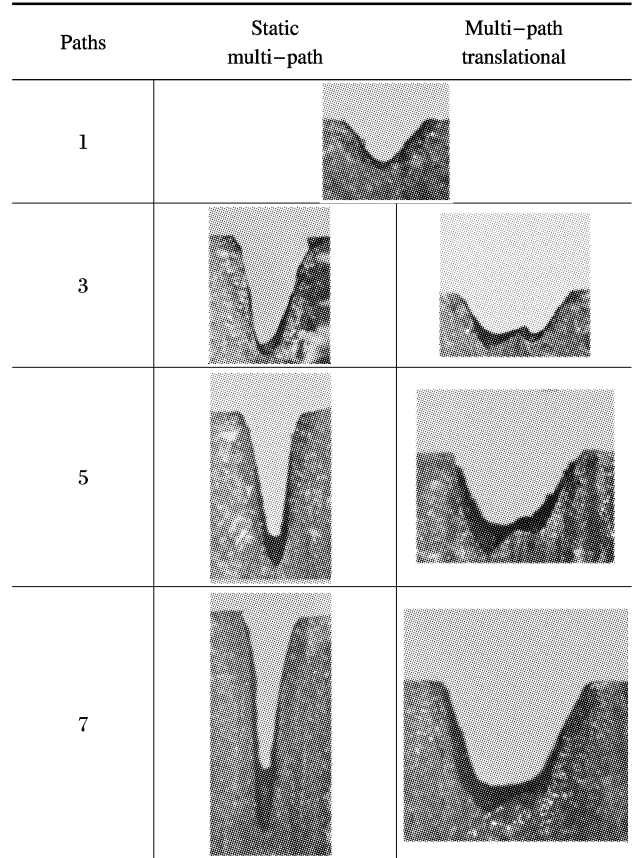 Paths
Static
multi−path
Multi−path
translational
1
3
5
7